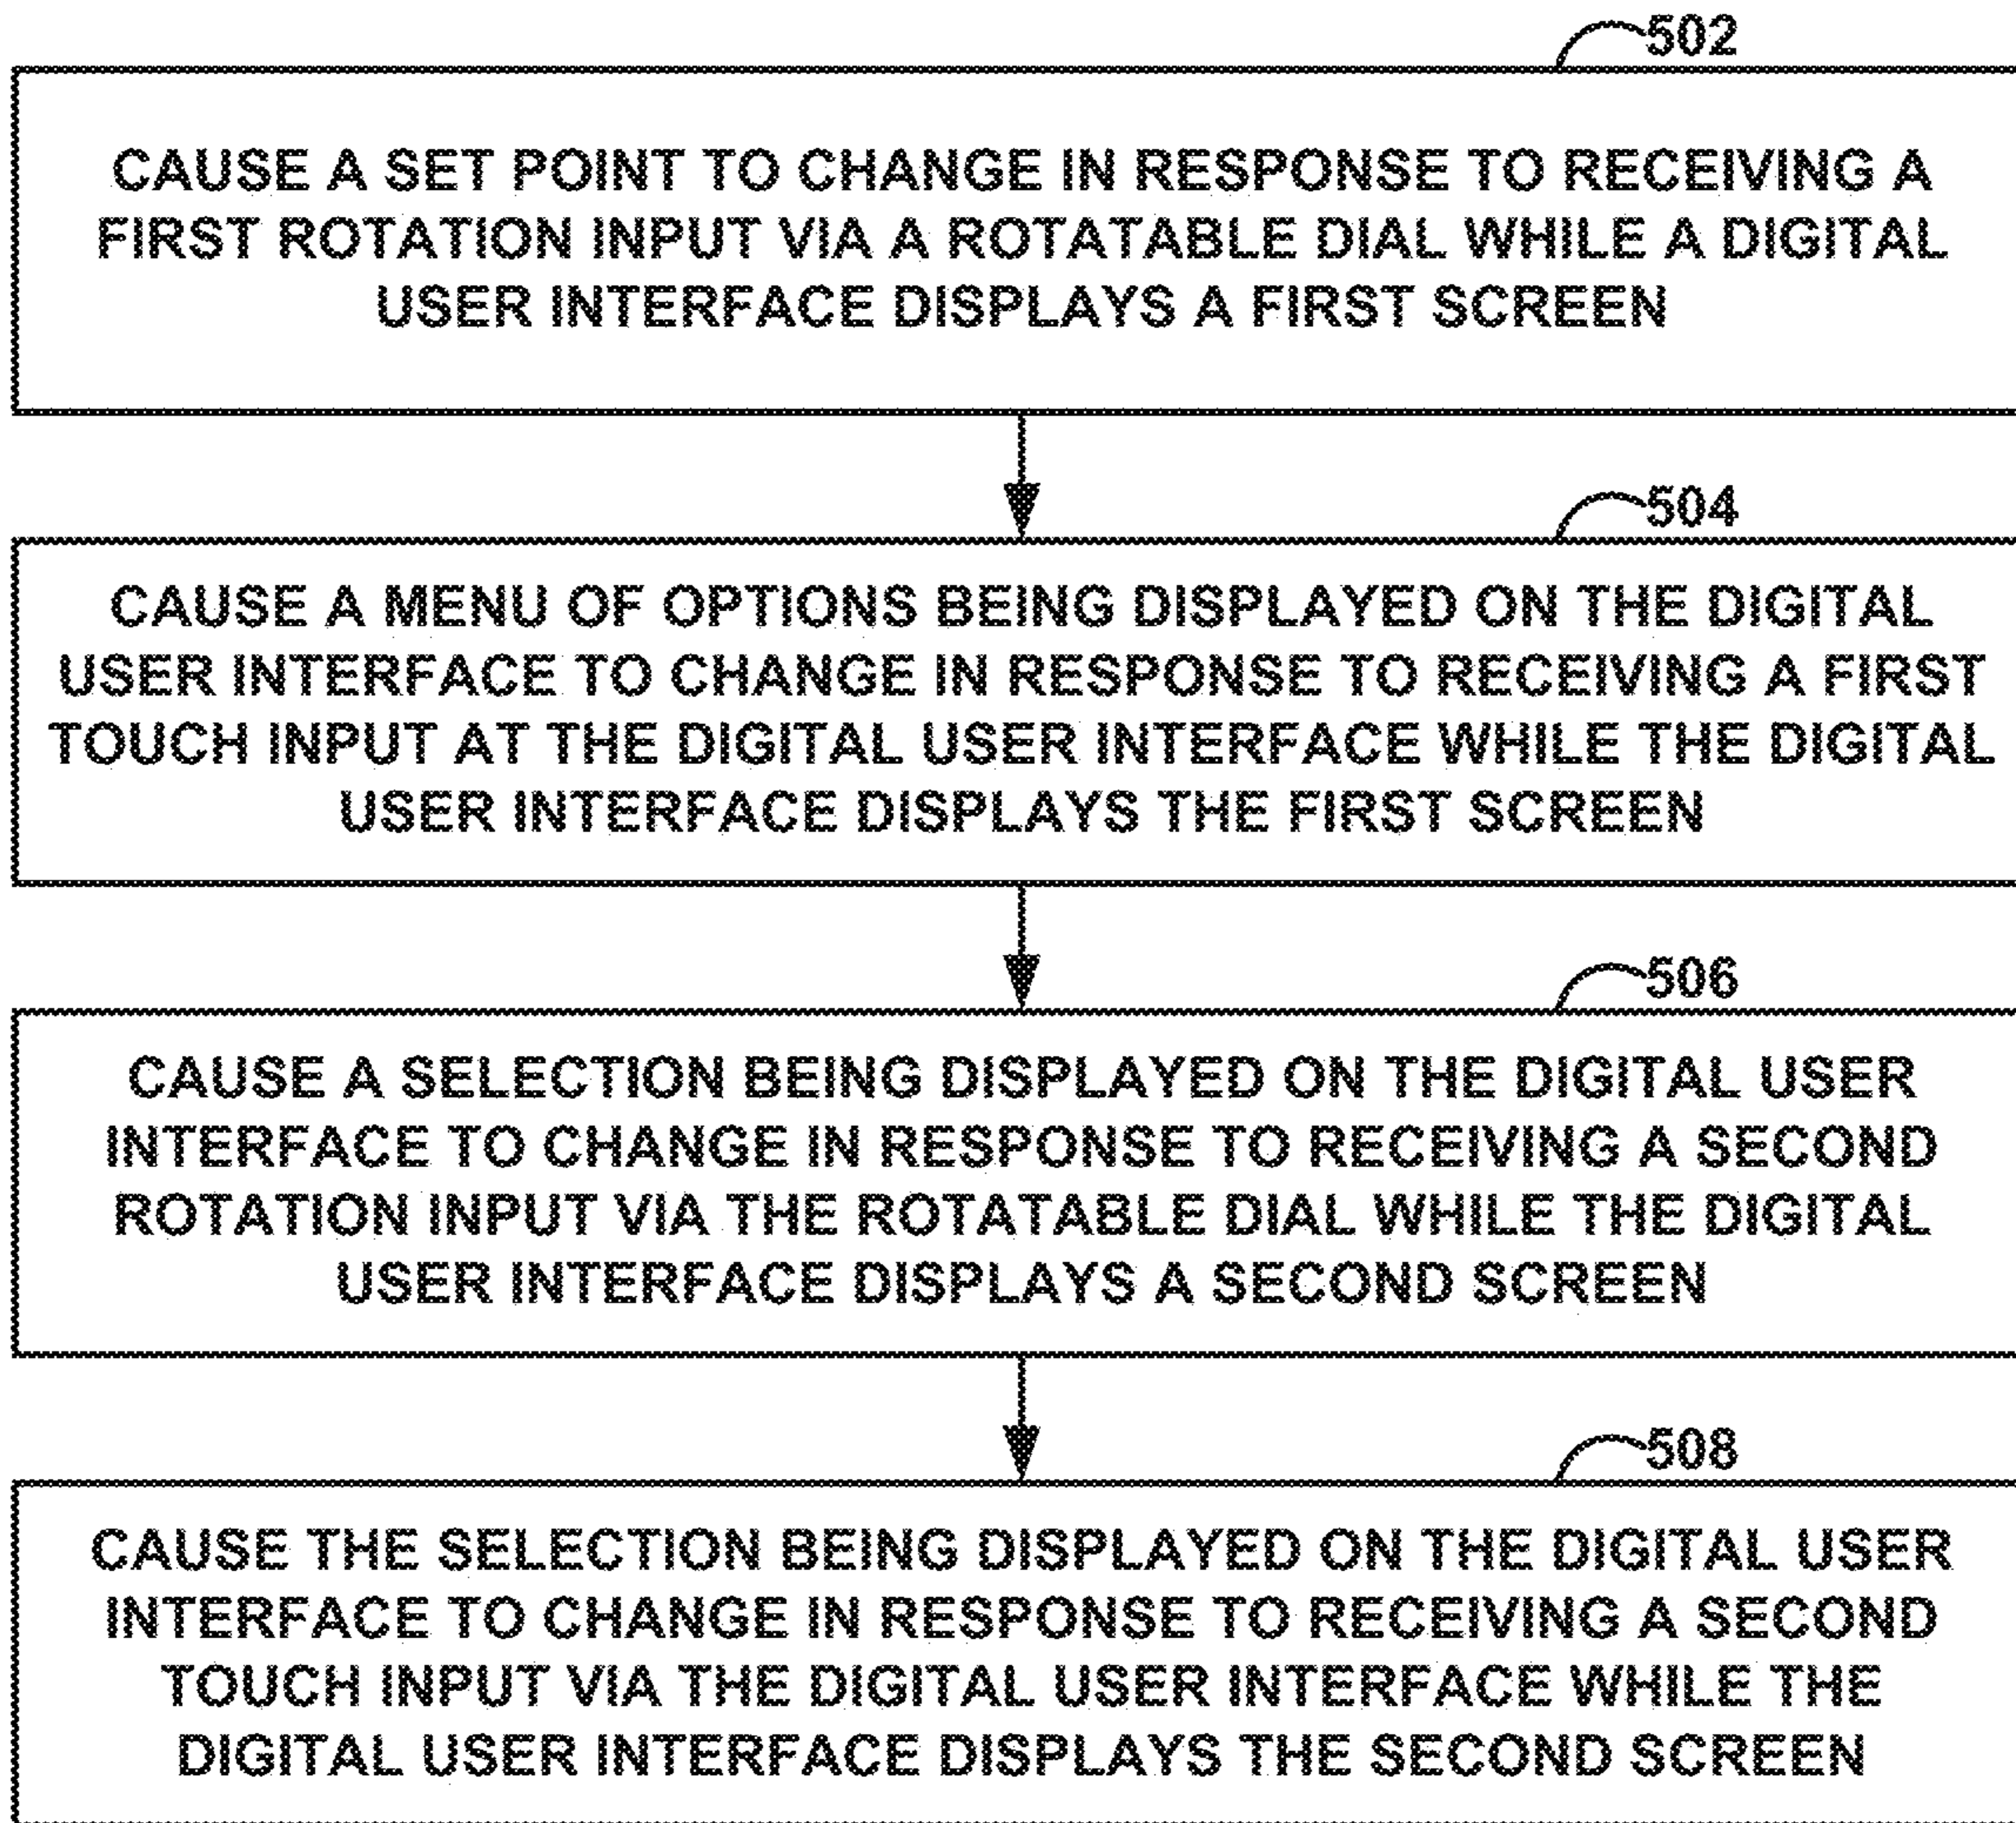 502
CAUSE A SET POINT TO CHANGE IN RESPONSE TO RECEIVING A
FIRST ROTATION INPUT VIA A ROTATABLE DIAL WHILE A DIGITAL
USER INTERFACE DISPLAYS A FIRST SCREEN
504
CAUSE A MENU OF OPTIONS BEING DISPLAYED ON THE DIGITAL
USER INTERFACE TO CHANGE IN RESPONSE TO RECEIVING A FIRST
TOUCH INPUT AT THE DIGITAL USER INTERFACE WHILE THE DIGITAL
USER INTERFACE DISPLAYS THE FIRST SCREEN
506
CAUSE A SELECTION BEING DISPLAYED ON THE DIGITAL USER
INTERFACE TO CHANGE IN RESPONSE TO RECEIVING A SECOND
ROTATION INPUT VIA THE ROTATABLE DIAL WHILE THE DIGITAL
USER INTERFACE DISPLAYS A SECOND SCREEN
508
CAUSE THE SELECTION BEING DISPLAYED ON THE DIGITAL USER
INTERFACE TO CHANGE IN RESPONSE TO RECEIVING A SECOND
TOUCH INPUT VIA THE DIGITAL USER INTERFACE WHILE THE
DIGITAL USER INTERFACE DISPLAYS THE SECOND SCREEN